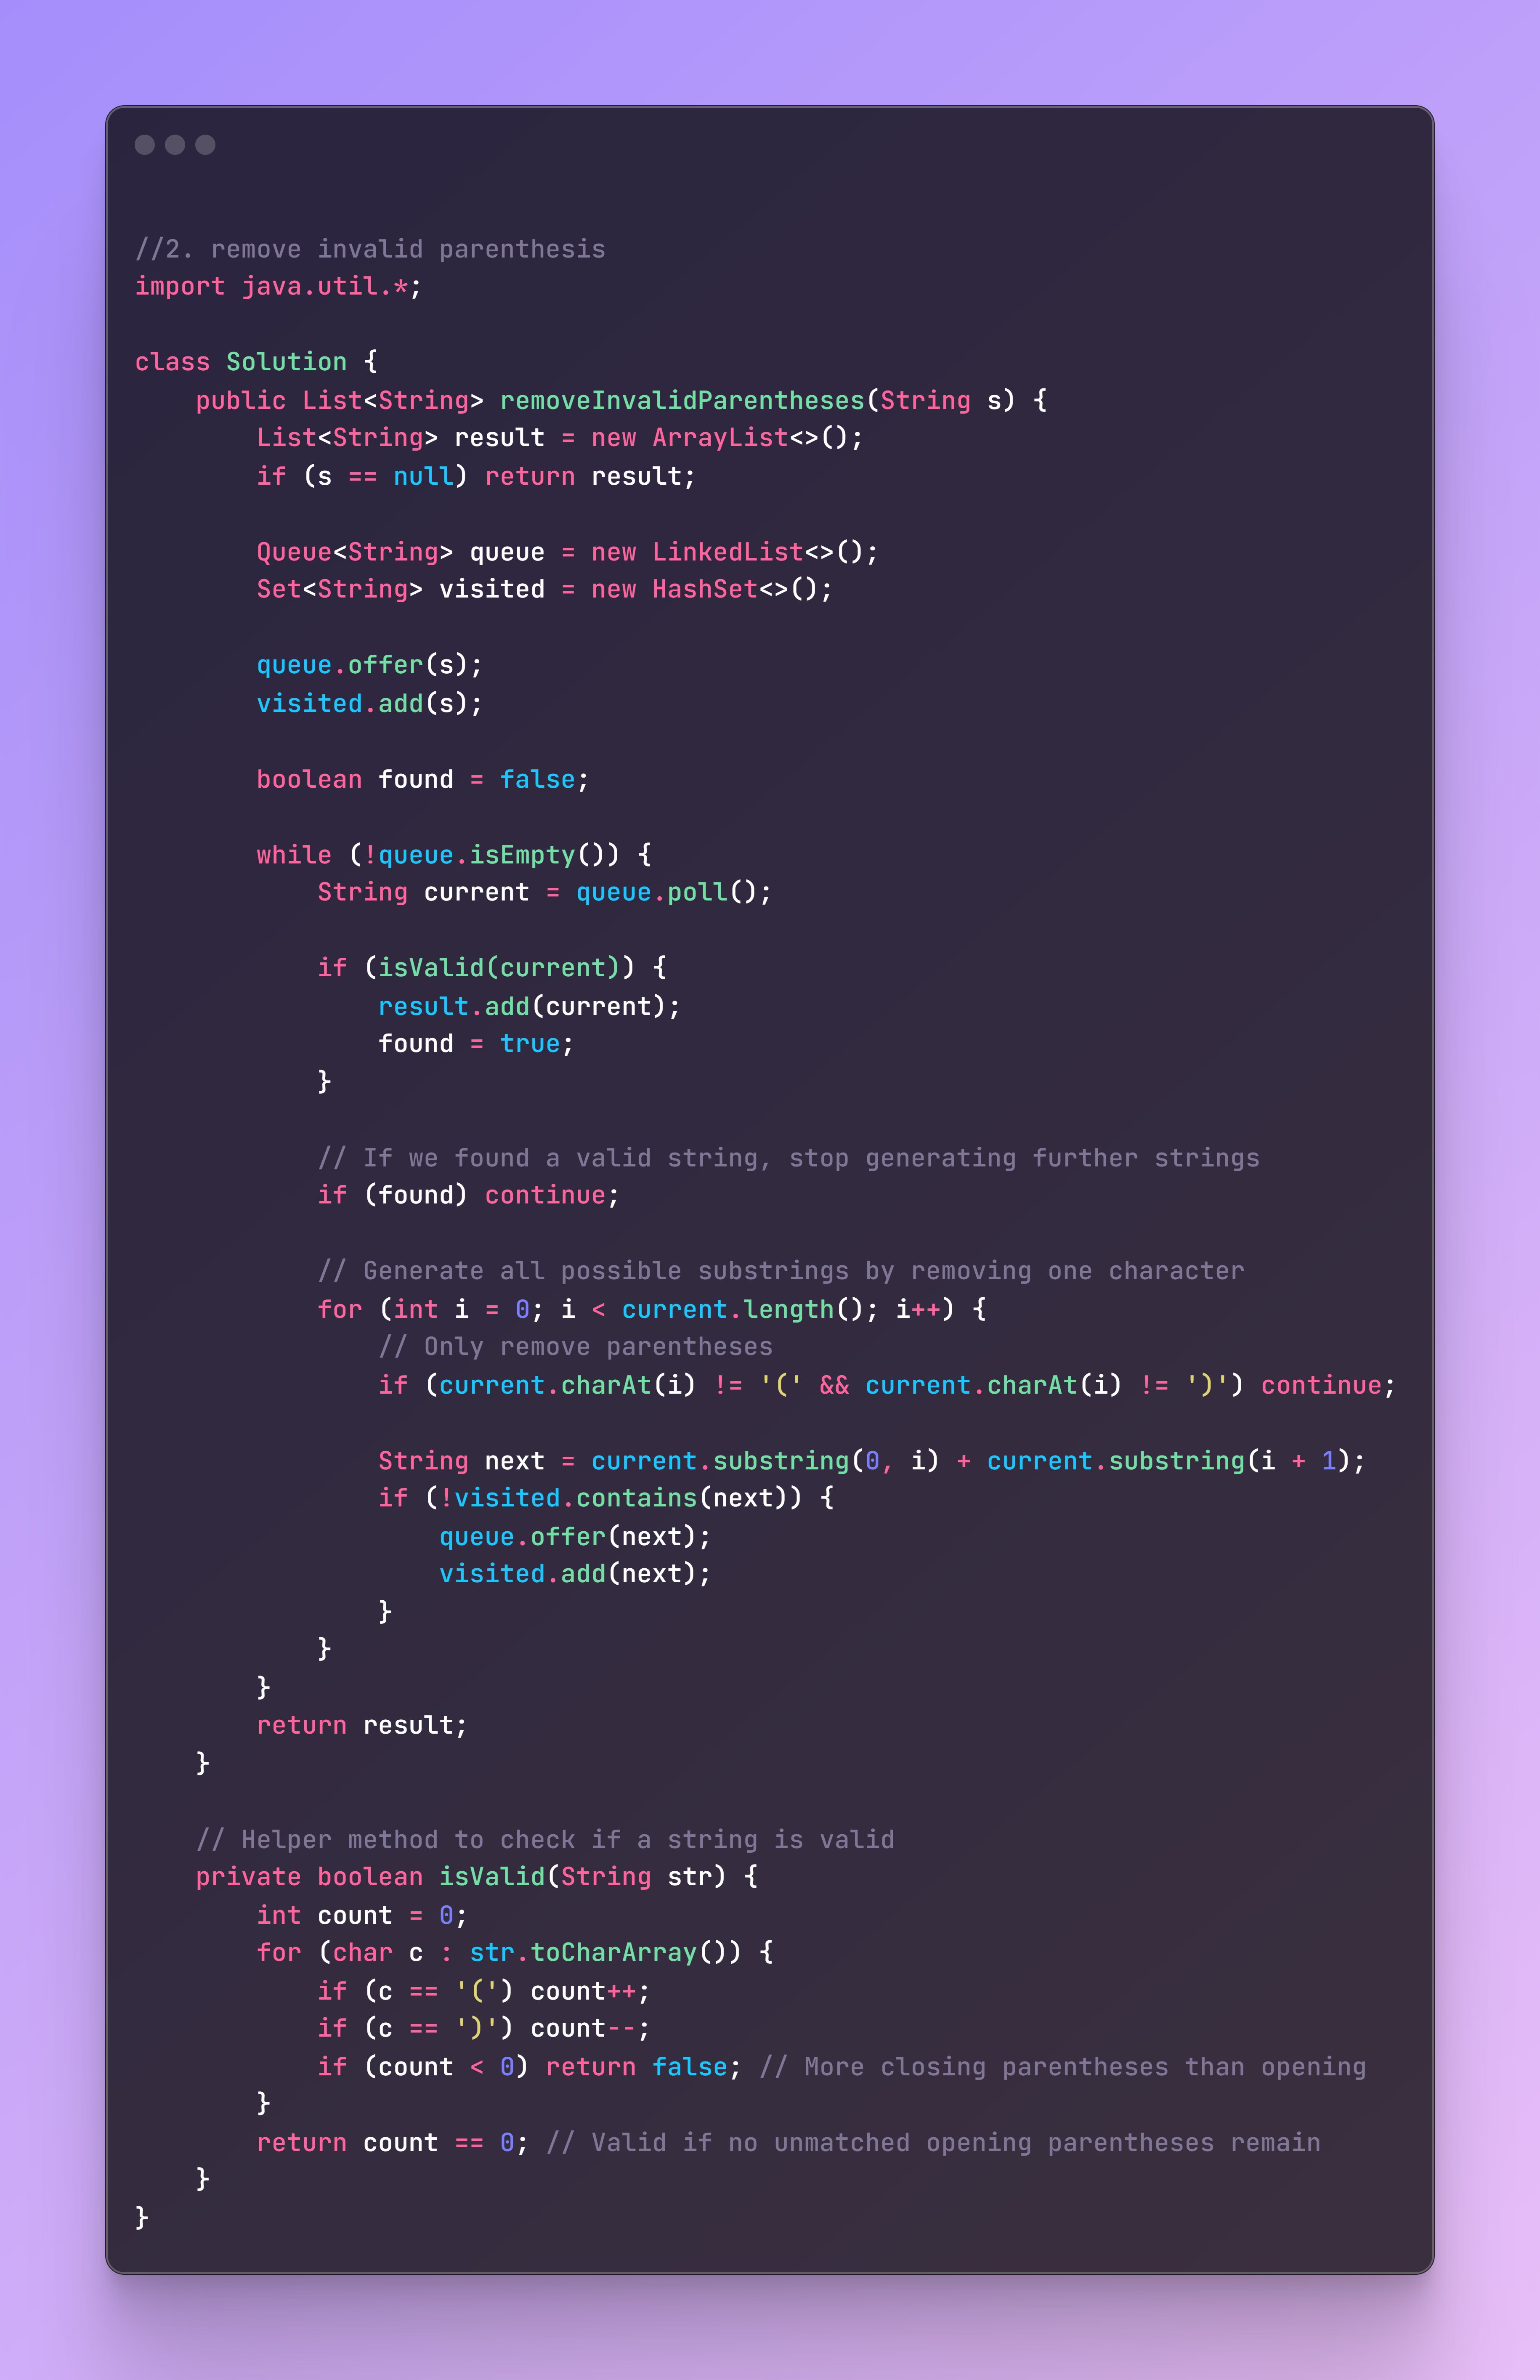 //2. remove invalid parenthesis
import java.util.*;

class Solution {
    public List<String> removeInvalidParentheses(String s) {
        List<String> result = new ArrayList<>();
        if (s == null) return result;

        Queue<String> queue = new LinkedList<>();
        Set<String> visited = new HashSet<>();

        queue.offer(s);
        visited.add(s);

        boolean found = false;

        while (!queue.isEmpty()) {
            String current = queue.poll();

            if (isValid(current)) {
                result.add(current);
                found = true;
            }

            // If we found a valid string, stop generating further strings
            if (found) continue;

            // Generate all possible substrings by removing one character
            for (int i = 0; i < current.length(); i++) {
                // Only remove parentheses
                if (current.charAt(i) != '(' && current.charAt(i) != ')') continue;

                String next = current.substring(0, i) + current.substring(i + 1);
                if (!visited.contains(next)) {
                    queue.offer(next);
                    visited.add(next);
                }
            }
        }
        return result;
    }

    // Helper method to check if a string is valid
    private boolean isValid(String str) {
        int count = 0;
        for (char c : str.toCharArray()) {
            if (c == '(') count++;
            if (c == ')') count--;
            if (count < 0) return false; // More closing parentheses than opening
        }
        return count == 0; // Valid if no unmatched opening parentheses remain
    }
}